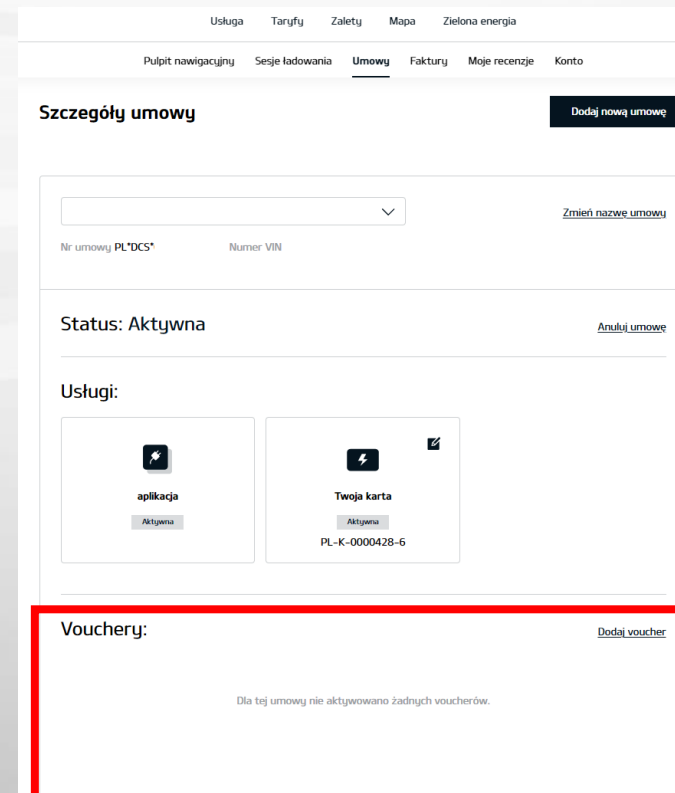 Usługa Taryfy Zalety Mapa Zielona energia
Pulpit nawigacyjny Sesje ładowania Umowy Faktury Moje recenzje Konto
Szczegóły umowy Dodaj nową umowę
Zmień nazwę umowy
Nr umowy PL*DCS* Numer VIN
Status: Aktywna Anuluj umowę
Usługi:
aplikacja Twoja karta
Aktywna Aktywna
PL-K-0000428-6
Vouchery: Dodaj voucher
Dla tej umowy nie aktywowano żadnych voucherów.